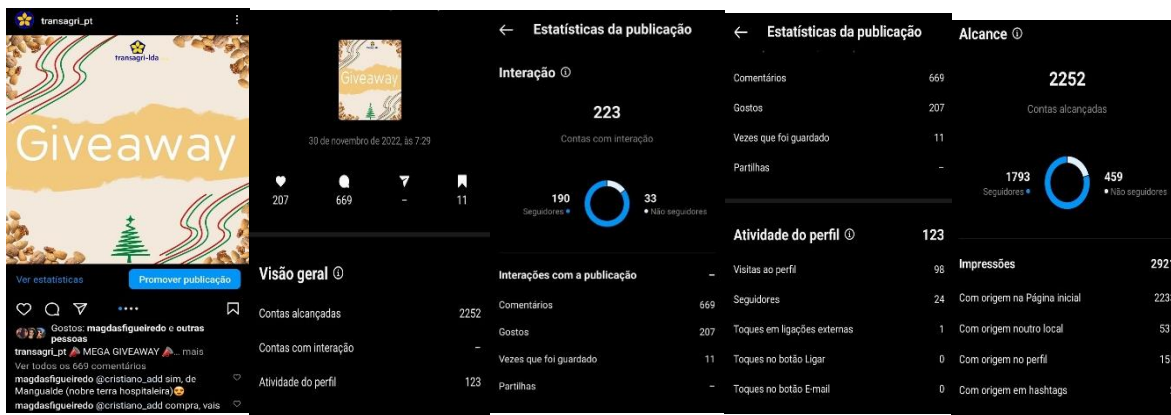 transagri_pt
transagri-lda
Giveaway
Ver estatísticas
Promover publicação
Gostos: magdasfigueiredo e outras
pessoas
transagri_pt 📣 MEGA GIVEAWAY 📣... mais
Ver todos os 669 comentários
magdasfigueiredo @cristiano_add sim, de
Mangualde (nobre terra hospitaleira)😍
magdasfigueiredo @cristiano_add compra, vais
Giveaway
30 de novembro de 2022, às 7:29
207 669 – 11
Visão geral
Contas alcançadas 2252
Contas com interação –
Atividade do perfil 123
← Estatísticas da publicação
Interação
223
Contas com interação
190
Seguidores
33
Não seguidores
Interações com a publicação –
Comentários 669
Gostos 207
Vezes que foi guardado 11
Partilhas –
← Estatísticas da publicação
Comentários 669
Gostos 207
Vezes que foi guardado 11
Partilhas –
Atividade do perfil 123
Visitas ao perfil 98
Seguidores 24
Toques em ligações externas 1
Toques no botão Ligar 0
Toques no botão E-mail 0
Alcance
2252
Contas alcançadas
1793
Seguidores
459
Não seguidores
Impressões
Com origem na Página inicial
Com origem noutro local
Com origem no perfil
Com origem em hashtags